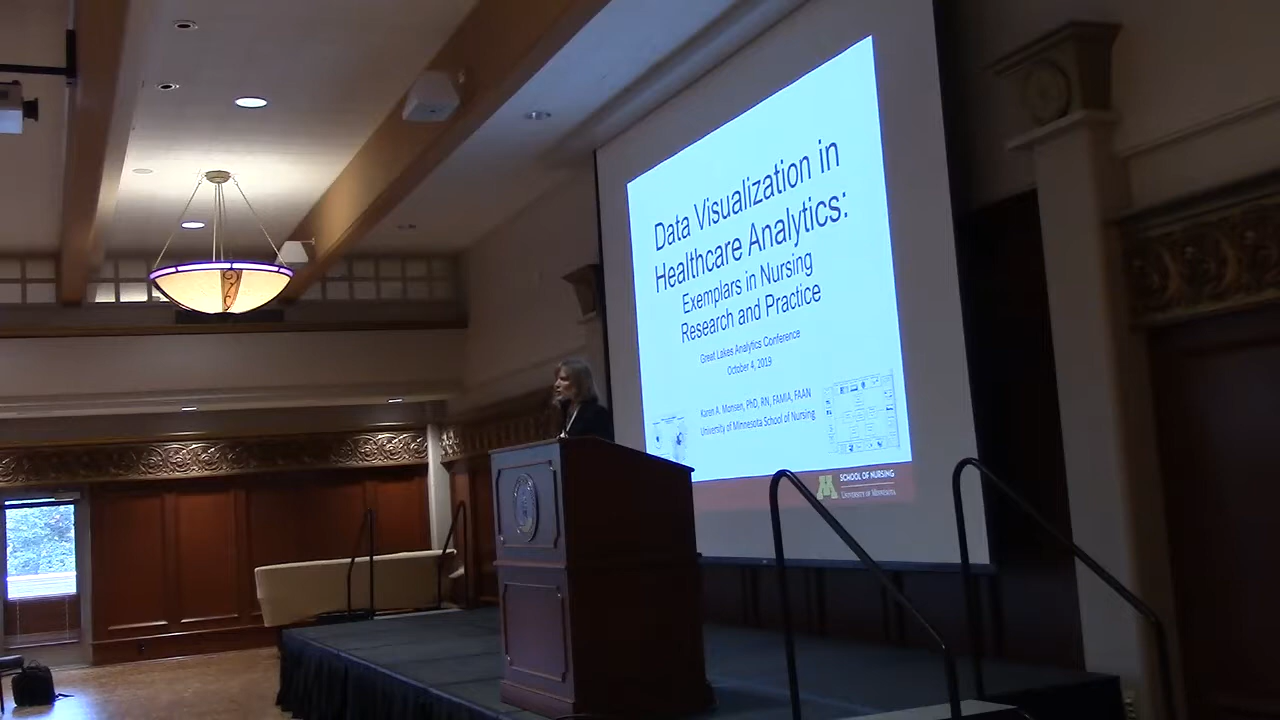 Data Visualization in
Healthcare Analytics:
Exemplars in Nursing
Research and Practice
Great Lakes Analytics Conference
October 4, 2019
Karen A. Monsen, PhD, RN, FAMIA, FAAN
University of Minnesota School of Nursing
M
SCHOOL OF NURSING
UNIVERSITY OF MINNESOTA